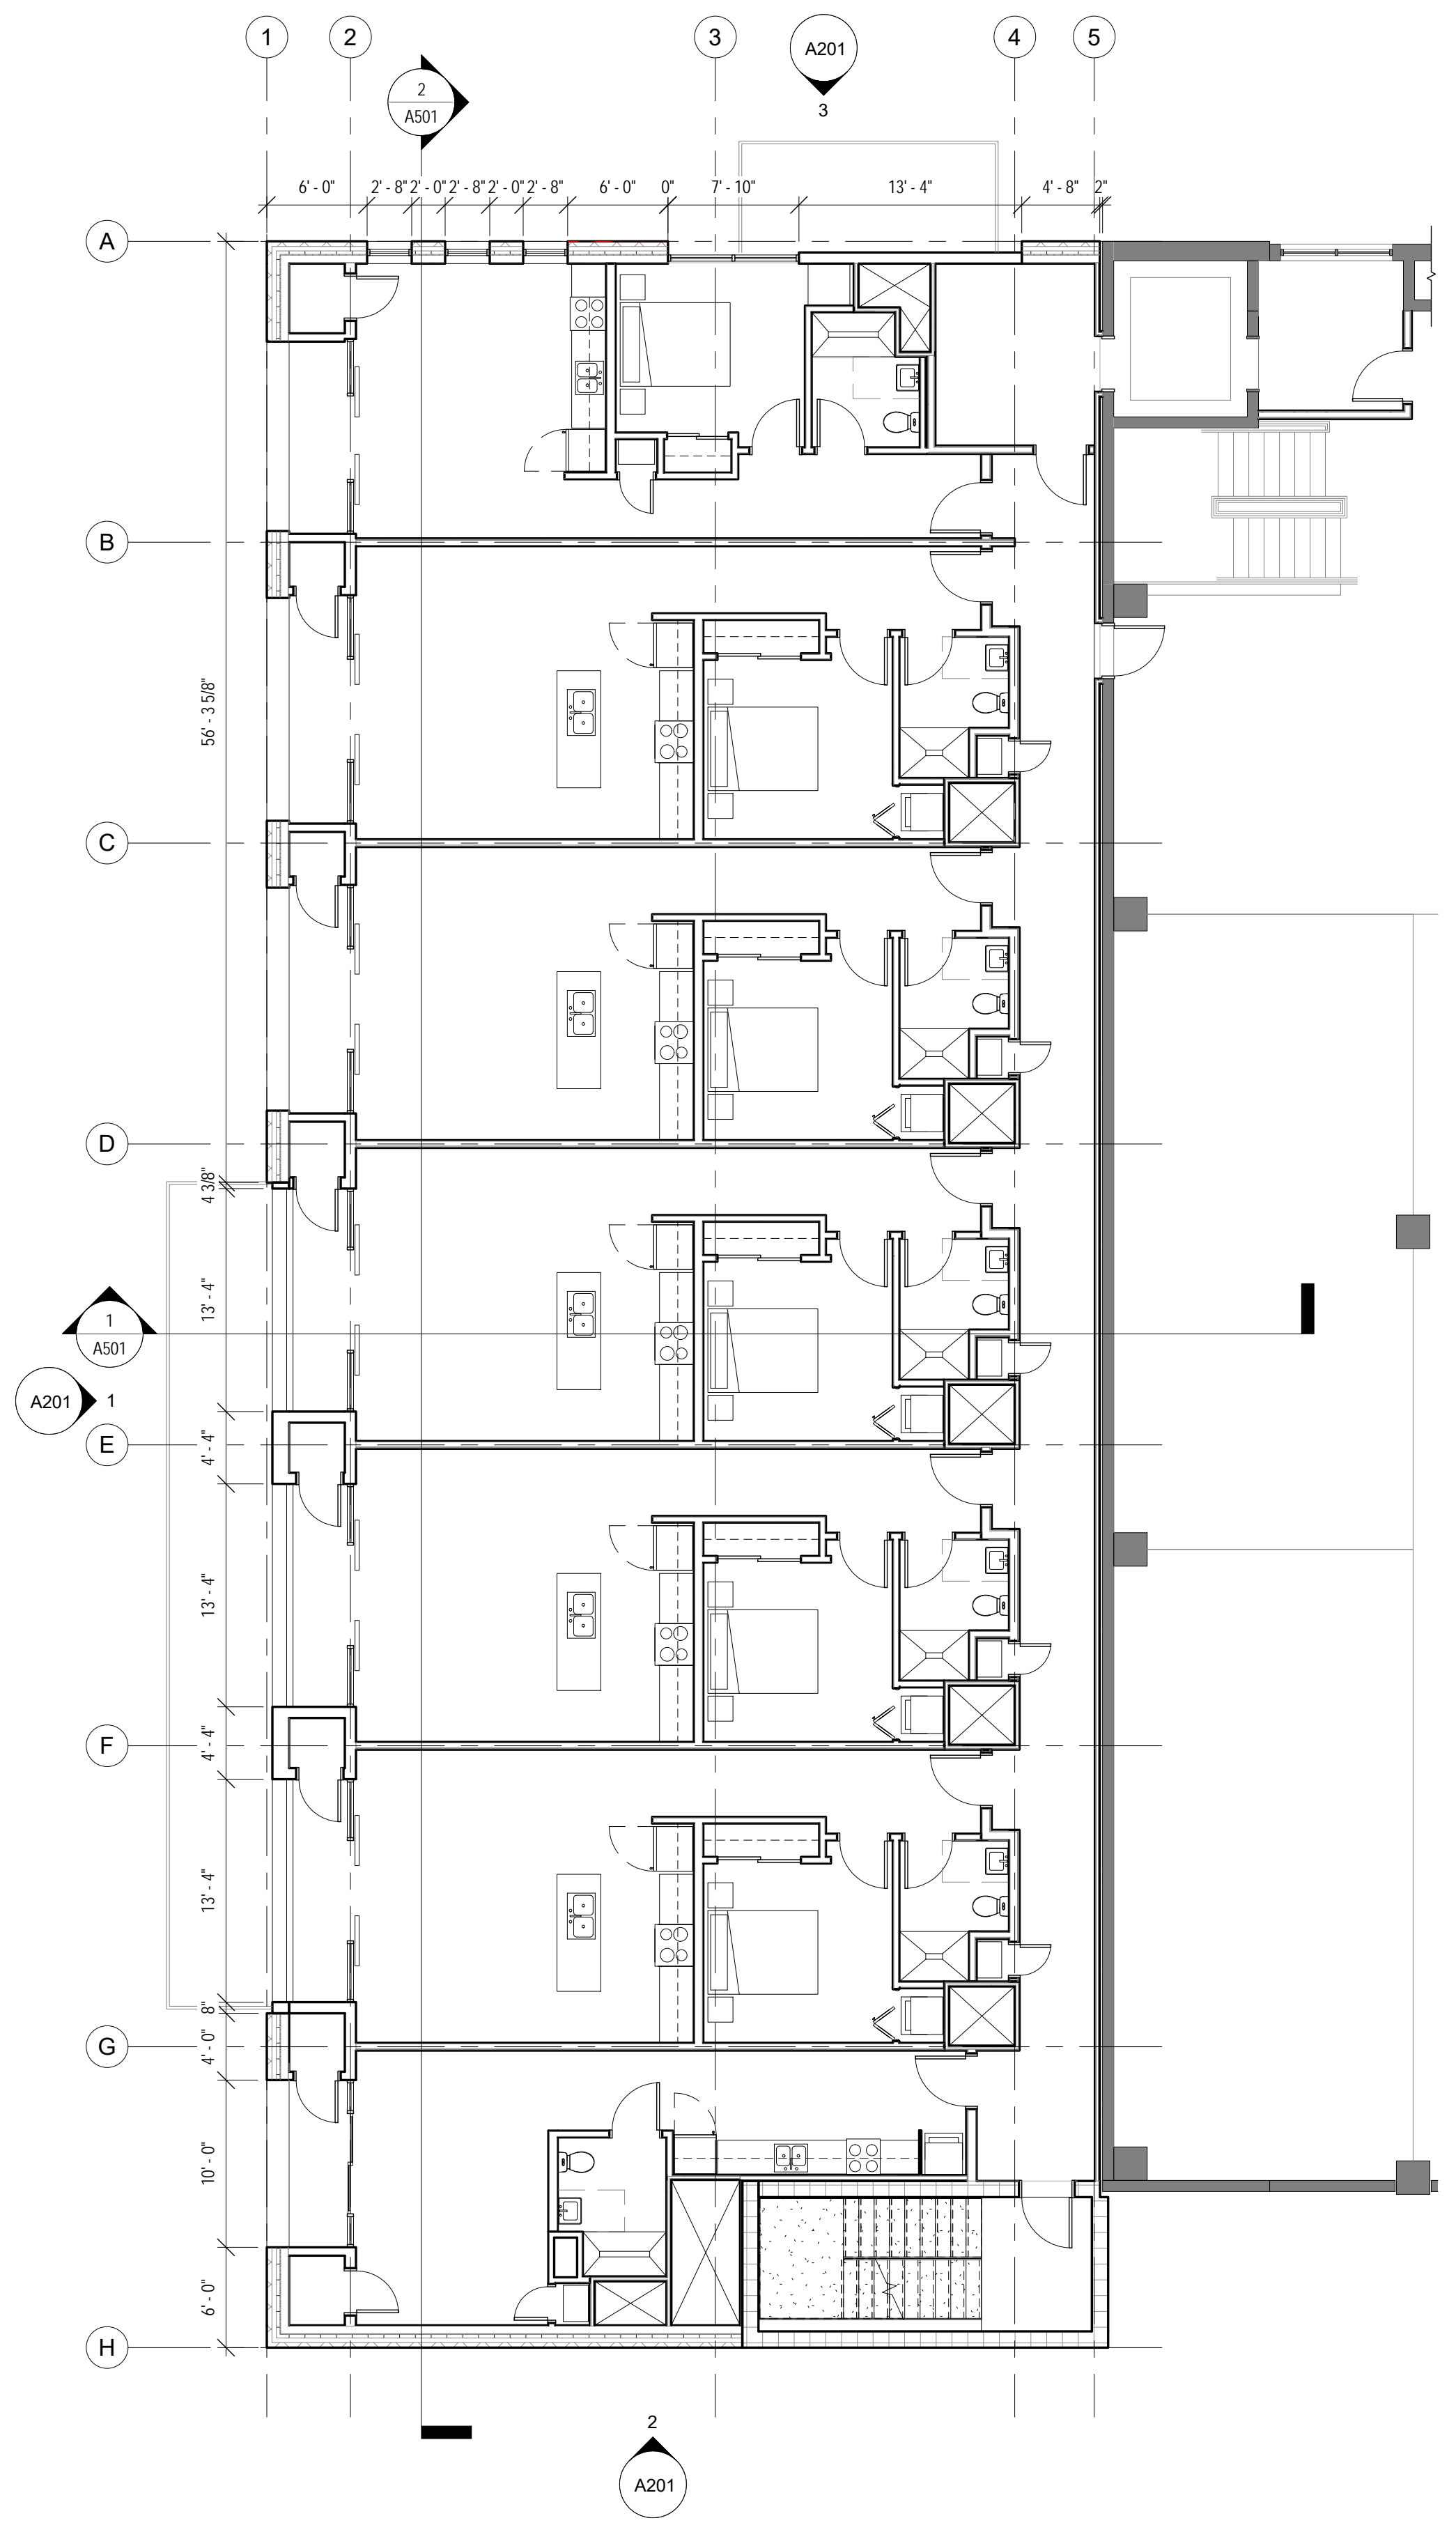 1
2
3
4
5
A201
3
2
A501
6' - 0"
2' - 8"
2' - 0"
2' - 8"
2' - 0"
2' - 8"
6' - 0"
0"
7' - 10"
13' - 4"
4' - 8"
2"
A
B
56' - 3 5/8"
C
D
4 3/8"
13' - 4"
1
A501
A201
1
E
4' - 4"
13' - 4"
F
4' - 4"
13' - 4"
8"
G
4' - 0"
10' - 0"
6' - 0"
H
2
A201